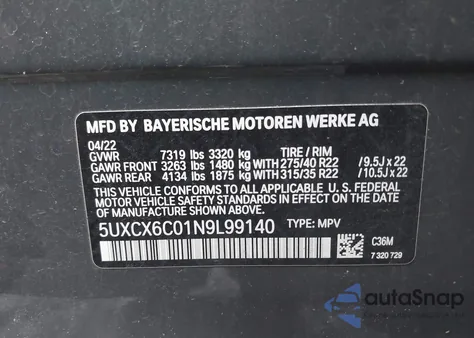 MFD BY BAYERISCHE MOTOREN WERKE AG
04/22
GVWR 7319 lbs 3320 kg TIRE / RIM
GAWR FRONT 3263 lbs 1480 kg WITH 275/40 R22 /9.5J x 22
GAWR REAR 4134 lbs 1875 kg WITH 315/35 R22 /10.5J x 22
THIS VEHICLE CONFORMS TO ALL APPLICABLE U. S. FEDERAL
MOTOR VEHICLE SAFETY STANDARDS IN EFFECT ON THE DATE
OF MANUFACTURE SHOWN ABOVE.
5UXCX6C01N9L99140 TYPE: MPV
C36M
7 320 729
autoSnap